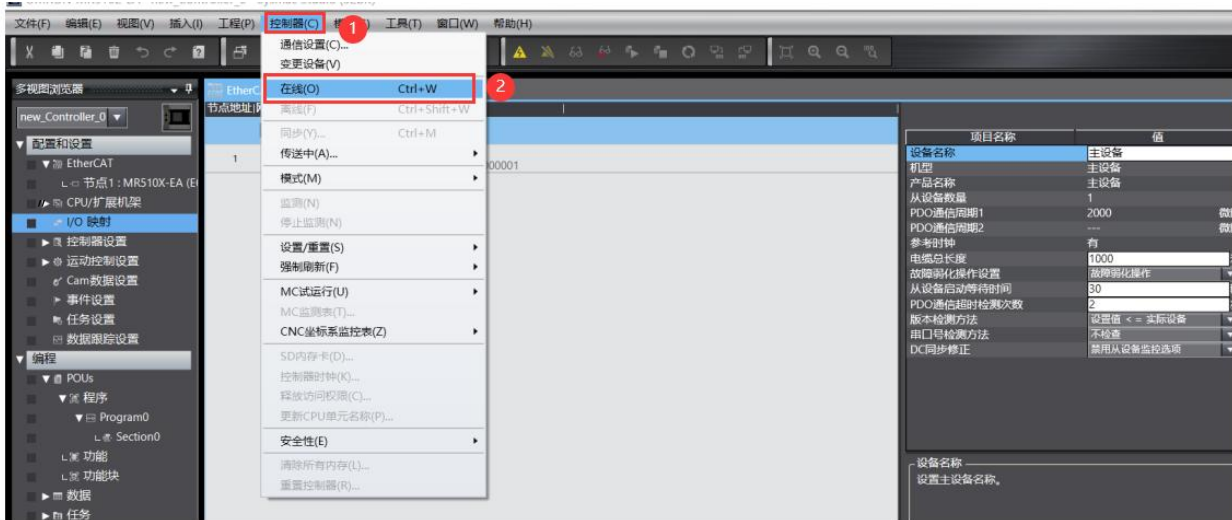 文件(F) 编辑(E) 视图(V) 插入(I) 工程(P) 控制器(C) 工具(T) 窗口(W) 帮助(H)
1
通信设置(C)...
变更设备(V)
在线(O) Ctrl+W
2
离线(F) Ctrl+Shift+W
同步(Y)... Ctrl+M
传送中(A)...
模式(M)
监测(N)
停止监测(N)
设置/重置(S)
强制刷新(F)
MC试运行(U)
MC监测表(T)...
CNC坐标系监控表(Z)
SD内存卡(D)...
控制器时钟(K)...
释放访问权限(C)...
更新CPU单元名称(P)...
安全性(E)
清除所有内存(L)...
重置控制器(R)...
多视图浏览器
new_Controller_0
配置和设置
EtherCAT
节点1 : MR510X-EA (E
CPU/扩展机架
I/O 映射
控制器设置
运动控制设置
Cam数据设置
事件设置
任务设置
数据跟踪设置
编程
POUs
程序
Program0
Section0
功能
功能块
数据
任务
EtherC
节点地址
1
00001
项目名称 值
设备名称 主设备
机型 主设备
产品名称 主设备
从设备数量 1
PDO通信周期1 2000 微
PDO通信周期2 --- 微
参考时钟 有
电缆总长度 1000
故障弱化操作设置 故障弱化操作
从设备启动等待时间 30
PDO通信超时检测次数 2
版本检测方法 设置值 < = 实际设备
串口号检测方法 不检查
DC同步修正 禁用从设备监控选项
设备名称
设置主设备名称。